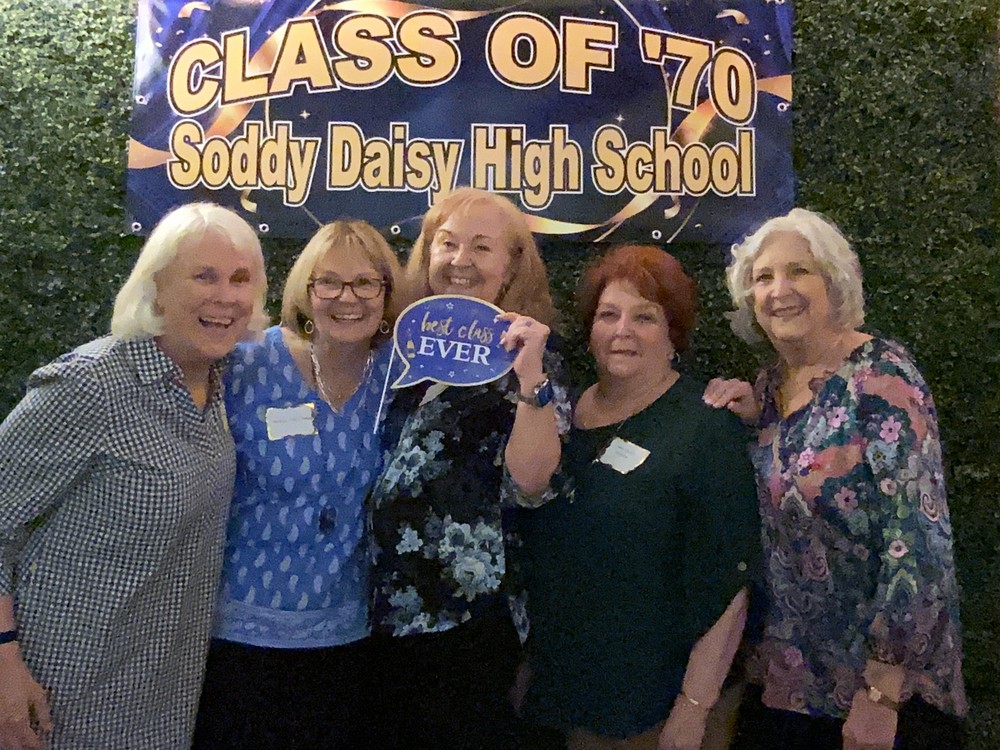 CLASS OF '70
Soddy Daisy High School
best class
EVER